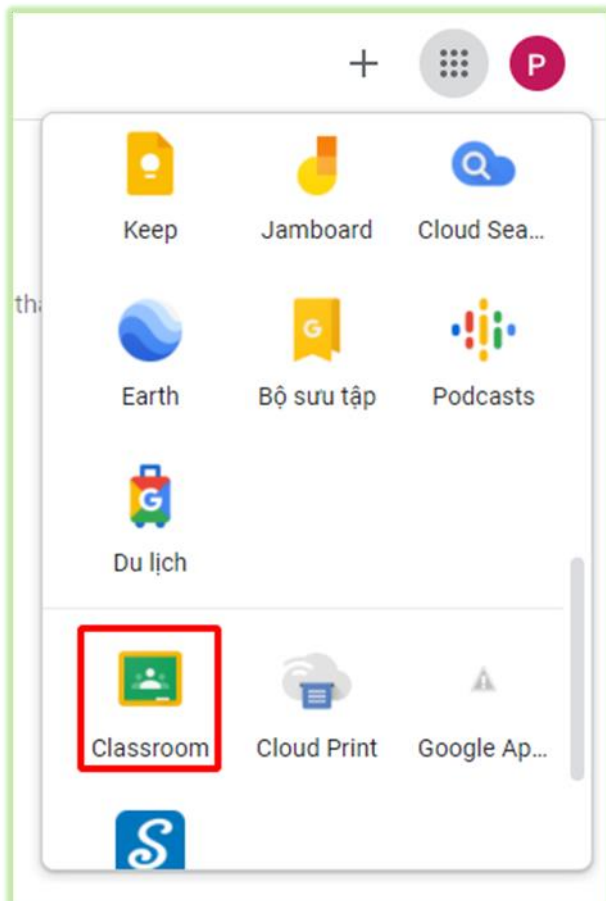 P
Keep Jamboard Cloud Sea...
Earth Bộ sưu tập Podcasts
G
Du lịch
G
Classroom Cloud Print Google Ap...
S